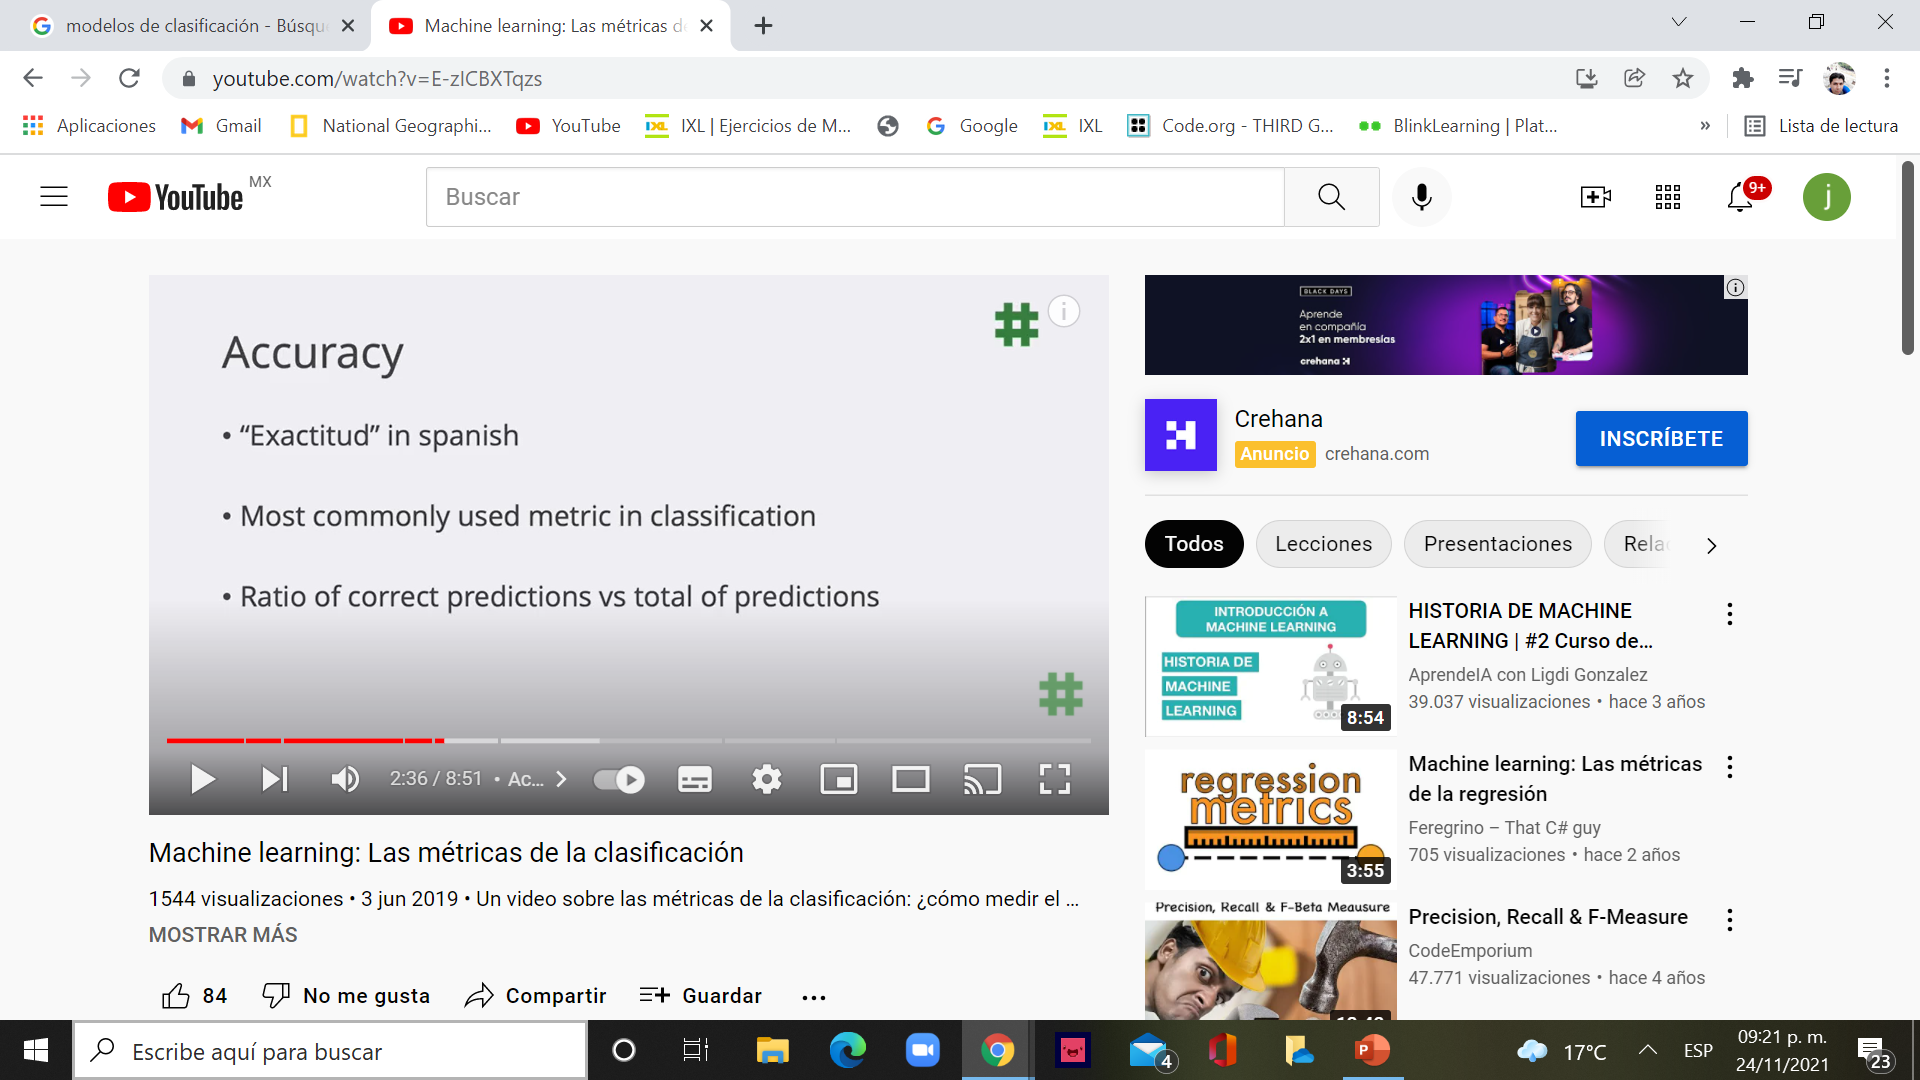 modelos de clasificación - Búsqu
Machine learning: Las métricas de
youtube.com/watch?v=E-zICBXTqzs
Aplicaciones
Gmail
National Geographi...
YouTube
IXL | Ejercicios de M...
Google
IXL
Code.org - THIRD G...
BlinkLearning | Plat...
»
Lista de lectura
YouTube MX
Buscar
9+
j
Accuracy
• “Exactitud” in spanish
• Most commonly used metric in classification
• Ratio of correct predictions vs total of predictions
2:36 / 8:51 • Ac...
Machine learning: Las métricas de la clasificación
1544 visualizaciones • 3 jun 2019 • Un video sobre las métricas de la clasificación: ¿cómo medir el ...
MOSTRAR MÁS
84
No me gusta
Compartir
Guardar
BLACK DAYS
Aprende
en compañía
2x1 en membresías
crehana
Crehana
Anuncio crehana.com
INSCRÍBETE
Todos
Lecciones
Presentaciones
Rela
INTRODUCCIÓN A
MACHINE LEARNING
HISTORIA DE
MACHINE
LEARNING
8:54
HISTORIA DE MACHINE
LEARNING | #2 Curso de...
AprendeIA con Ligdi Gonzalez
39.037 visualizaciones • hace 3 años
regression
metrics
3:55
Machine learning: Las métricas
de la regresión
Feregrino – That C# guy
705 visualizaciones • hace 2 años
Precision, Recall & F-Beta Meausure
Precision, Recall & F-Measure
CodeEmporium
47.771 visualizaciones • hace 4 años
Escribe aquí para buscar
4
17°C
ESP
09:21 p. m.
24/11/2021
23